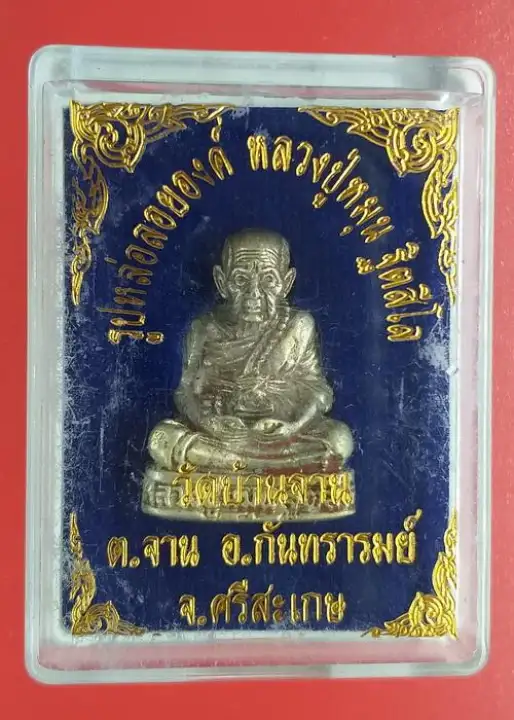 รูปหล่อลอยองค์ หลวงปู่หมุน ฐิตสีโล
วัดบ้านจาน
ต.จาน อ.กันทรารมย์
จ.ศรีสะเกษ